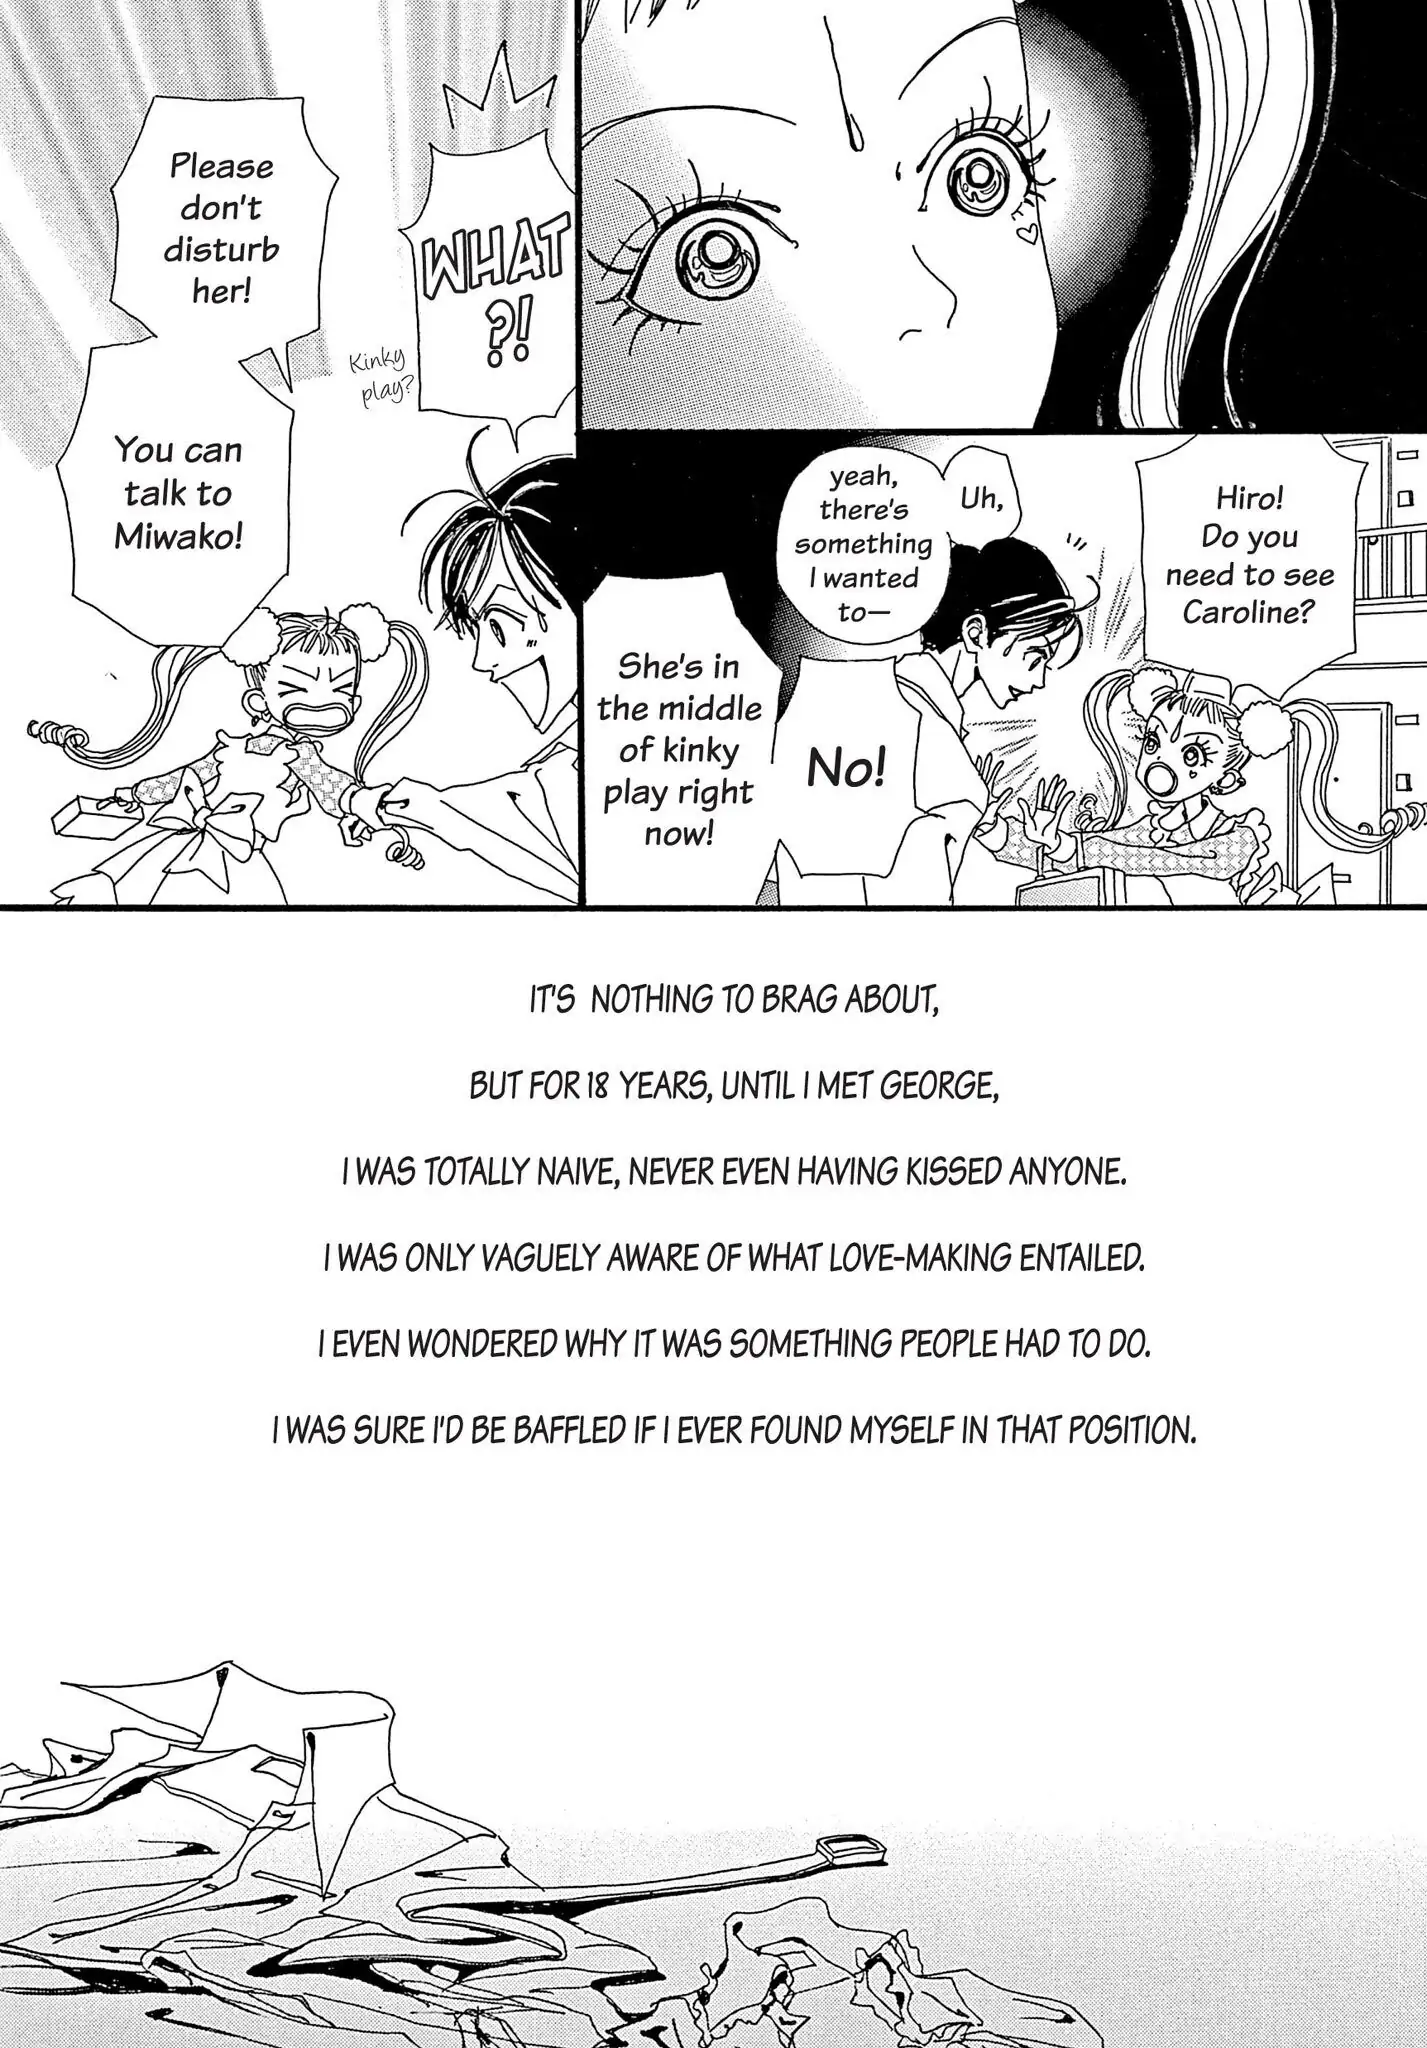 Hiro!
Do you
need to see
Caroline?
Uh,
yeah,
there's
something
I wanted
to—
No!
She's in
the middle
of kinky
play right
now!
WHAT
?!
Kinky
play?
Please
don't
disturb
her!
You can
talk to
Miwako!
IT'S NOTHING TO BRAG ABOUT,
BUT FOR 18 YEARS, UNTIL I MET GEORGE,
I WAS TOTALLY NAIVE, NEVER EVEN HAVING KISSED ANYONE.
I WAS ONLY VAGUELY AWARE OF WHAT LOVE-MAKING ENTAILED.
I EVEN WONDERED WHY IT WAS SOMETHING PEOPLE HAD TO DO.
I WAS SURE I'D BE BAFFLED IF I EVER FOUND MYSELF IN THAT POSITION.